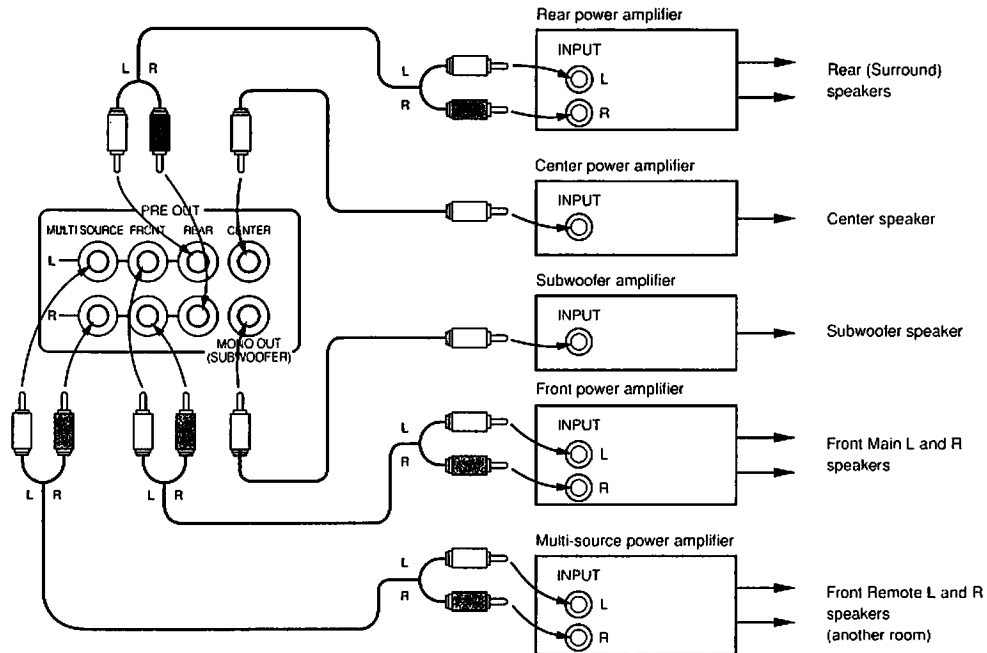 Rear power amplifier
INPUT
L
R
L R
L
R
Rear (Surround)
speakers
Center power amplifier
INPUT
Center speaker
PRE OUT
MULTI SOURCE FRONT REAR CENTER
L
R
MONO OUT
(SUBWOOFER)
Subwoofer amplifier
INPUT
Subwoofer speaker
Front power amplifier
INPUT
L
R
L
R
L R
L R
Front Main L and R
speakers
Multi-source power amplifier
INPUT
L
R
L
R
Front Remote L and R
speakers
(another room)